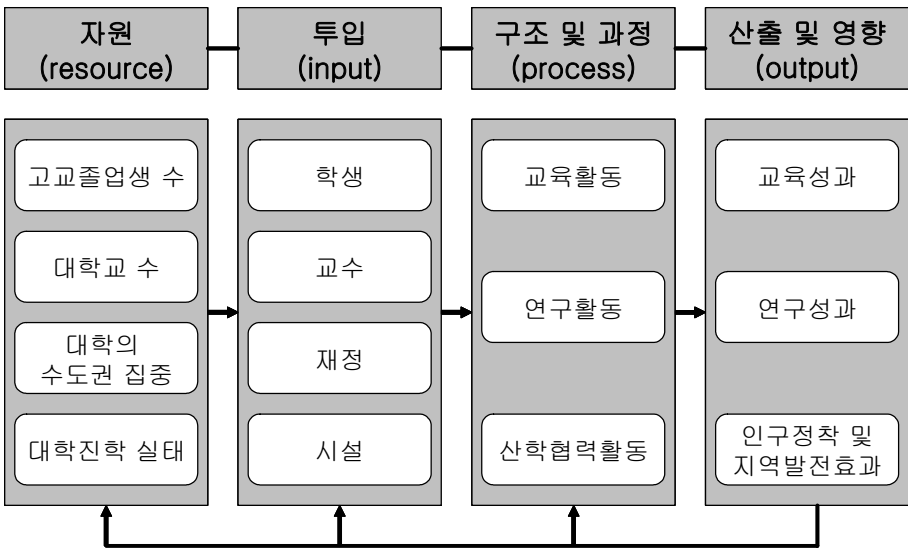 자원
(resource)
투입
(input)
구조 및 과정
(process)
산출 및 영향
(output)
고교졸업생 수
대학교 수
대학의
수도권 집중
대학진학 실태
학생
교수
재정
시설
교육활동
연구활동
산학협력활동
교육성과
연구성과
인구정착 및
지역발전효과